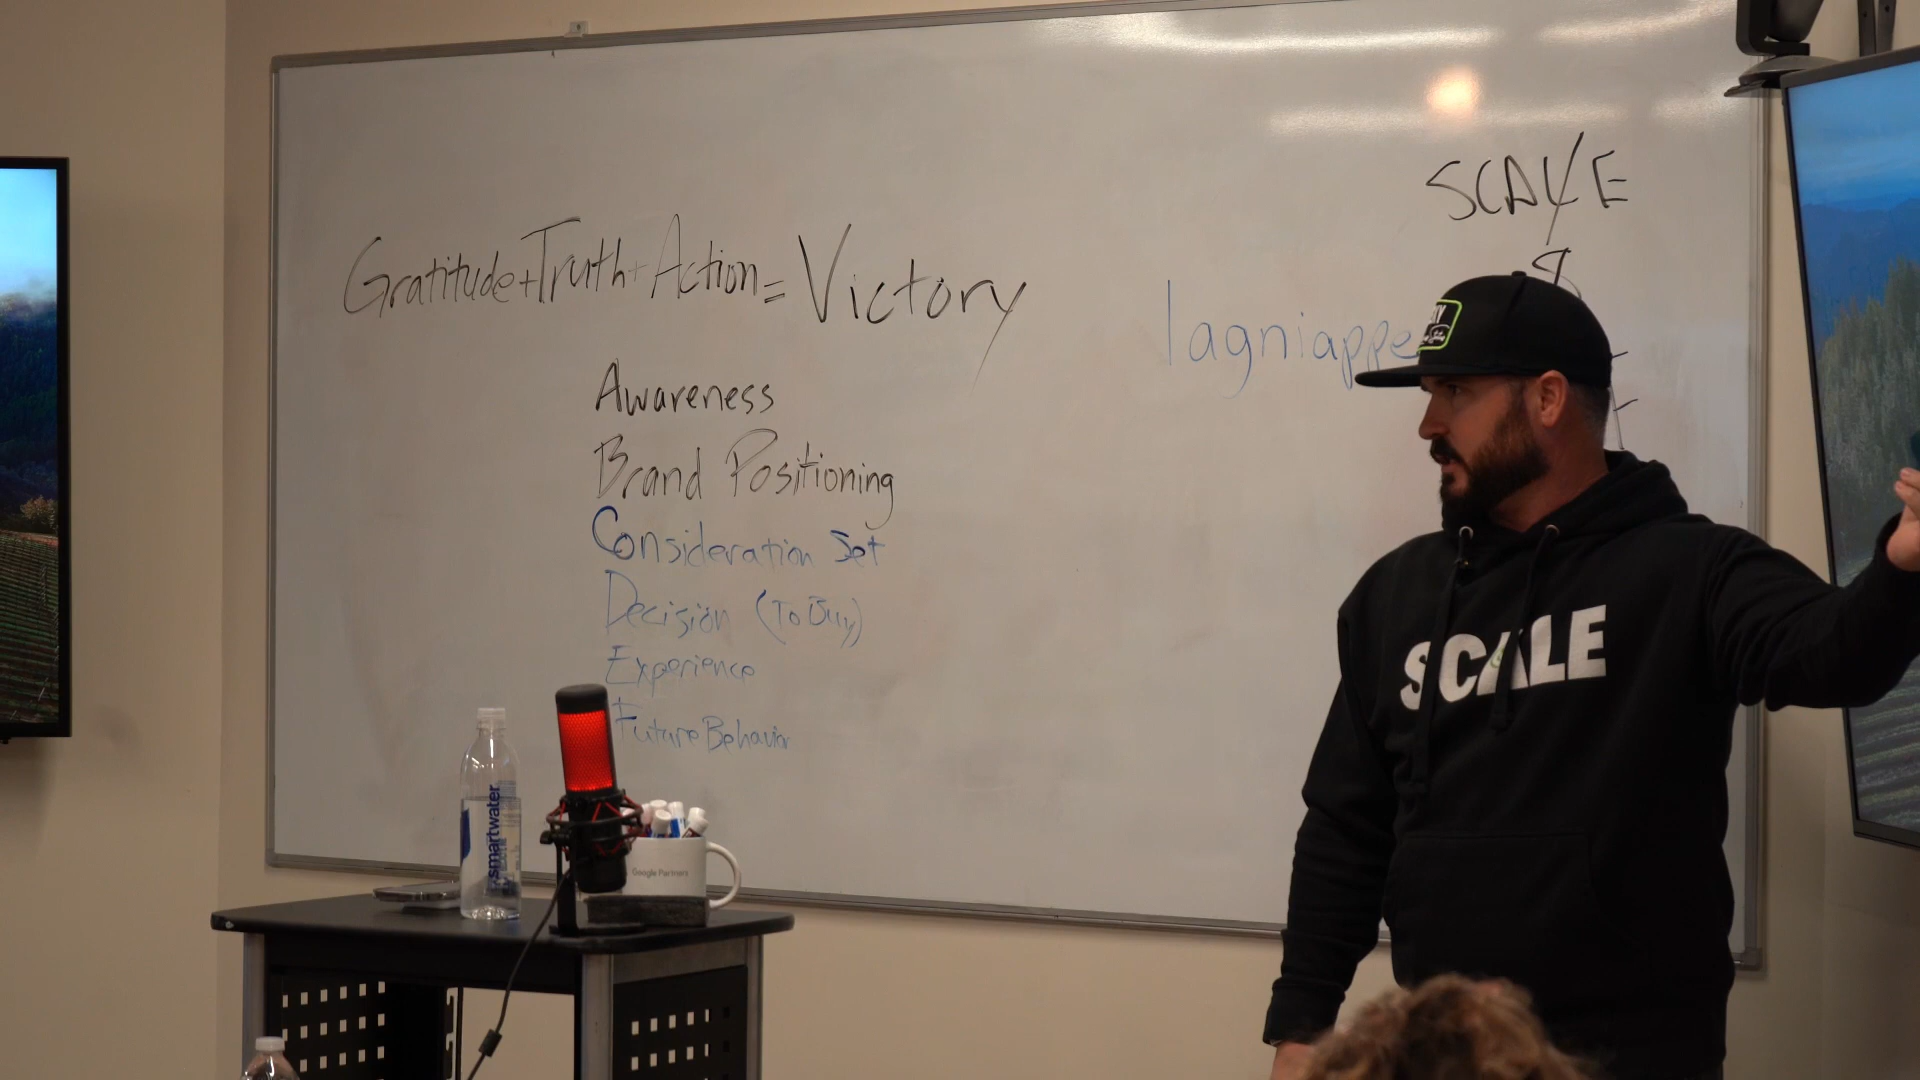 SCALE
Gratitude+Truth+Action=Victory
lagniappe
Awareness
Brand Positioning
Consideration Set
Decision (To Buy)
Experience
Future Behavior
SCALE
smartwater
Google Partners